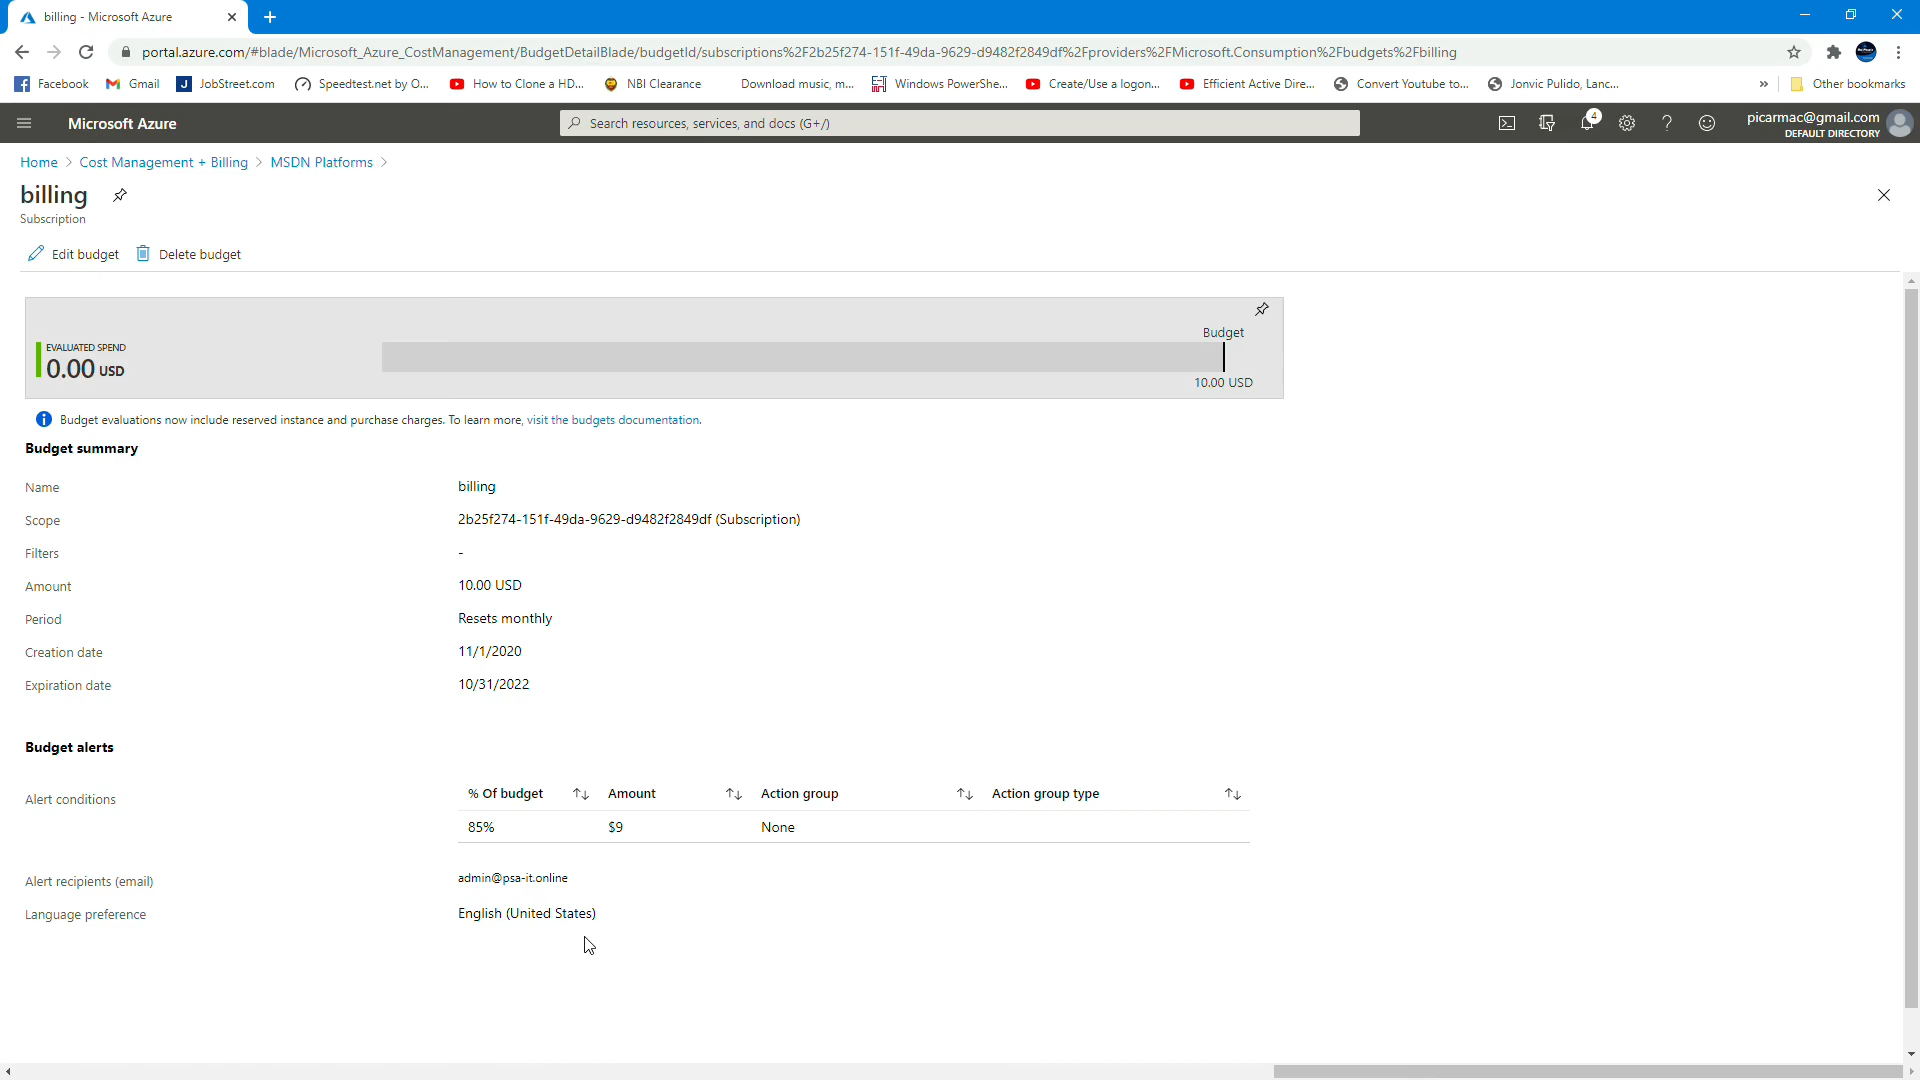 billing - Microsoft Azure
portal.azure.com/#blade/Microsoft_Azure_CostManagement/BudgetDetailBlade/budgetId/subscriptions%2F2b25f274-151f-49da-9629-d9482f2849df%2Fproviders%2FMicrosoft.Consumption%2Fbudgets%2Fbilling
Facebook Gmail JobStreet.com Speedtest.net by O... How to Clone a HD... NBI Clearance Download music, m... Windows PowerShe... Create/Use a logon... Efficient Active Dire... Convert Youtube to... Jonvic Pulido, Lanc... » Other bookmarks
Microsoft Azure
Search resources, services, and docs (G+/)
4
picarmac@gmail.com
DEFAULT DIRECTORY
Home > Cost Management + Billing > MSDN Platforms >
billing
Subscription
Edit budget Delete budget
Budget
EVALUATED SPEND
0.00 USD
10.00 USD
Budget evaluations now include reserved instance and purchase charges. To learn more, visit the budgets documentation.
Budget summary
Name billing
Scope 2b25f274-151f-49da-9629-d9482f2849df (Subscription)
Filters -
Amount 10.00 USD
Period Resets monthly
Creation date 11/1/2020
Expiration date 10/31/2022
Budget alerts
Alert conditions
% Of budget Amount Action group Action group type
85% $9 None
Alert recipients (email) admin@psa-it.online
Language preference English (United States)